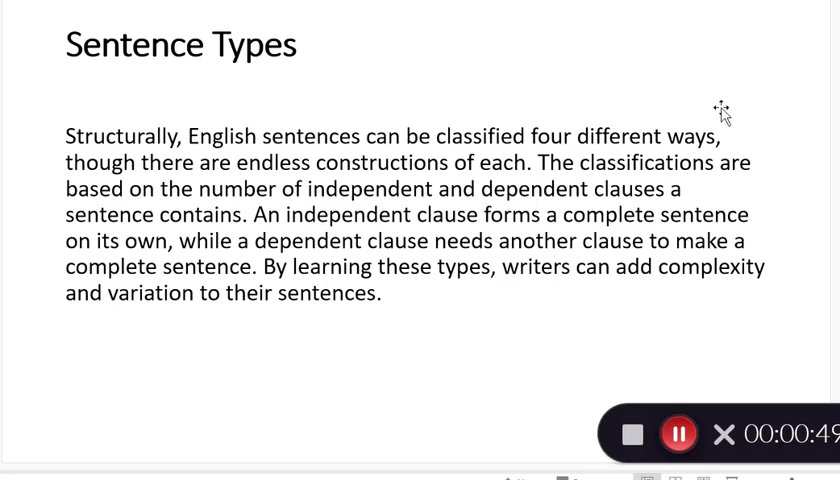 Sentence Types
Structurally, English sentences can be classified four different ways,
though there are endless constructions of each. The classifications are
based on the number of independent and dependent clauses a
sentence contains. An independent clause forms a complete sentence
on its own, while a dependent clause needs another clause to make a
complete sentence. By learning these types, writers can add complexity
and variation to their sentences.
00:00:49